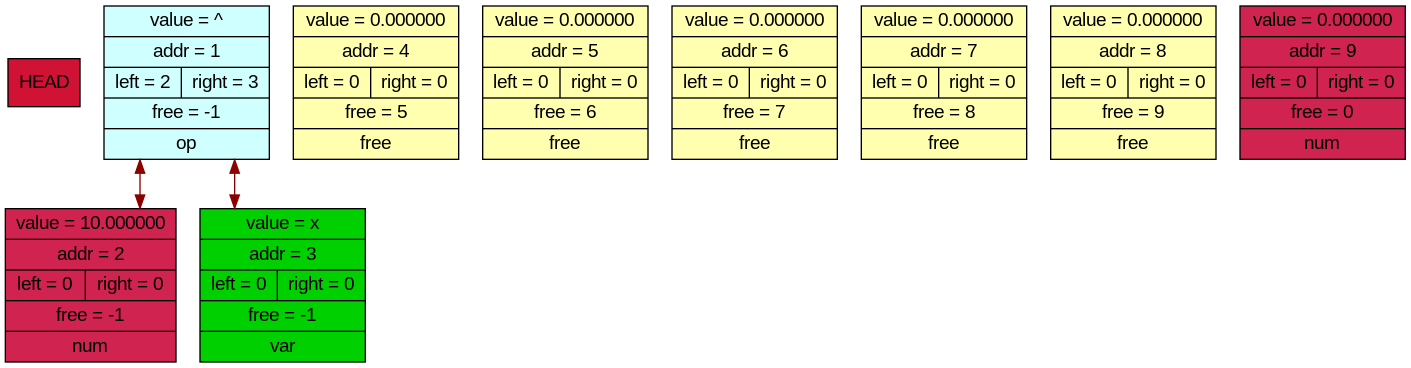 HEAD
value = ^
addr = 1
left = 2 right = 3
free = -1
op
value = 0.000000
addr = 4
left = 0 right = 0
free = 5
free
value = 0.000000
addr = 5
left = 0 right = 0
free = 6
free
value = 0.000000
addr = 6
left = 0 right = 0
free = 7
free
value = 0.000000
addr = 7
left = 0 right = 0
free = 8
free
value = 0.000000
addr = 8
left = 0 right = 0
free = 9
free
value = 0.000000
addr = 9
left = 0 right = 0
free = 0
num
value = 10.000000
addr = 2
left = 0 right = 0
free = -1
num
value = x
addr = 3
left = 0 right = 0
free = -1
var